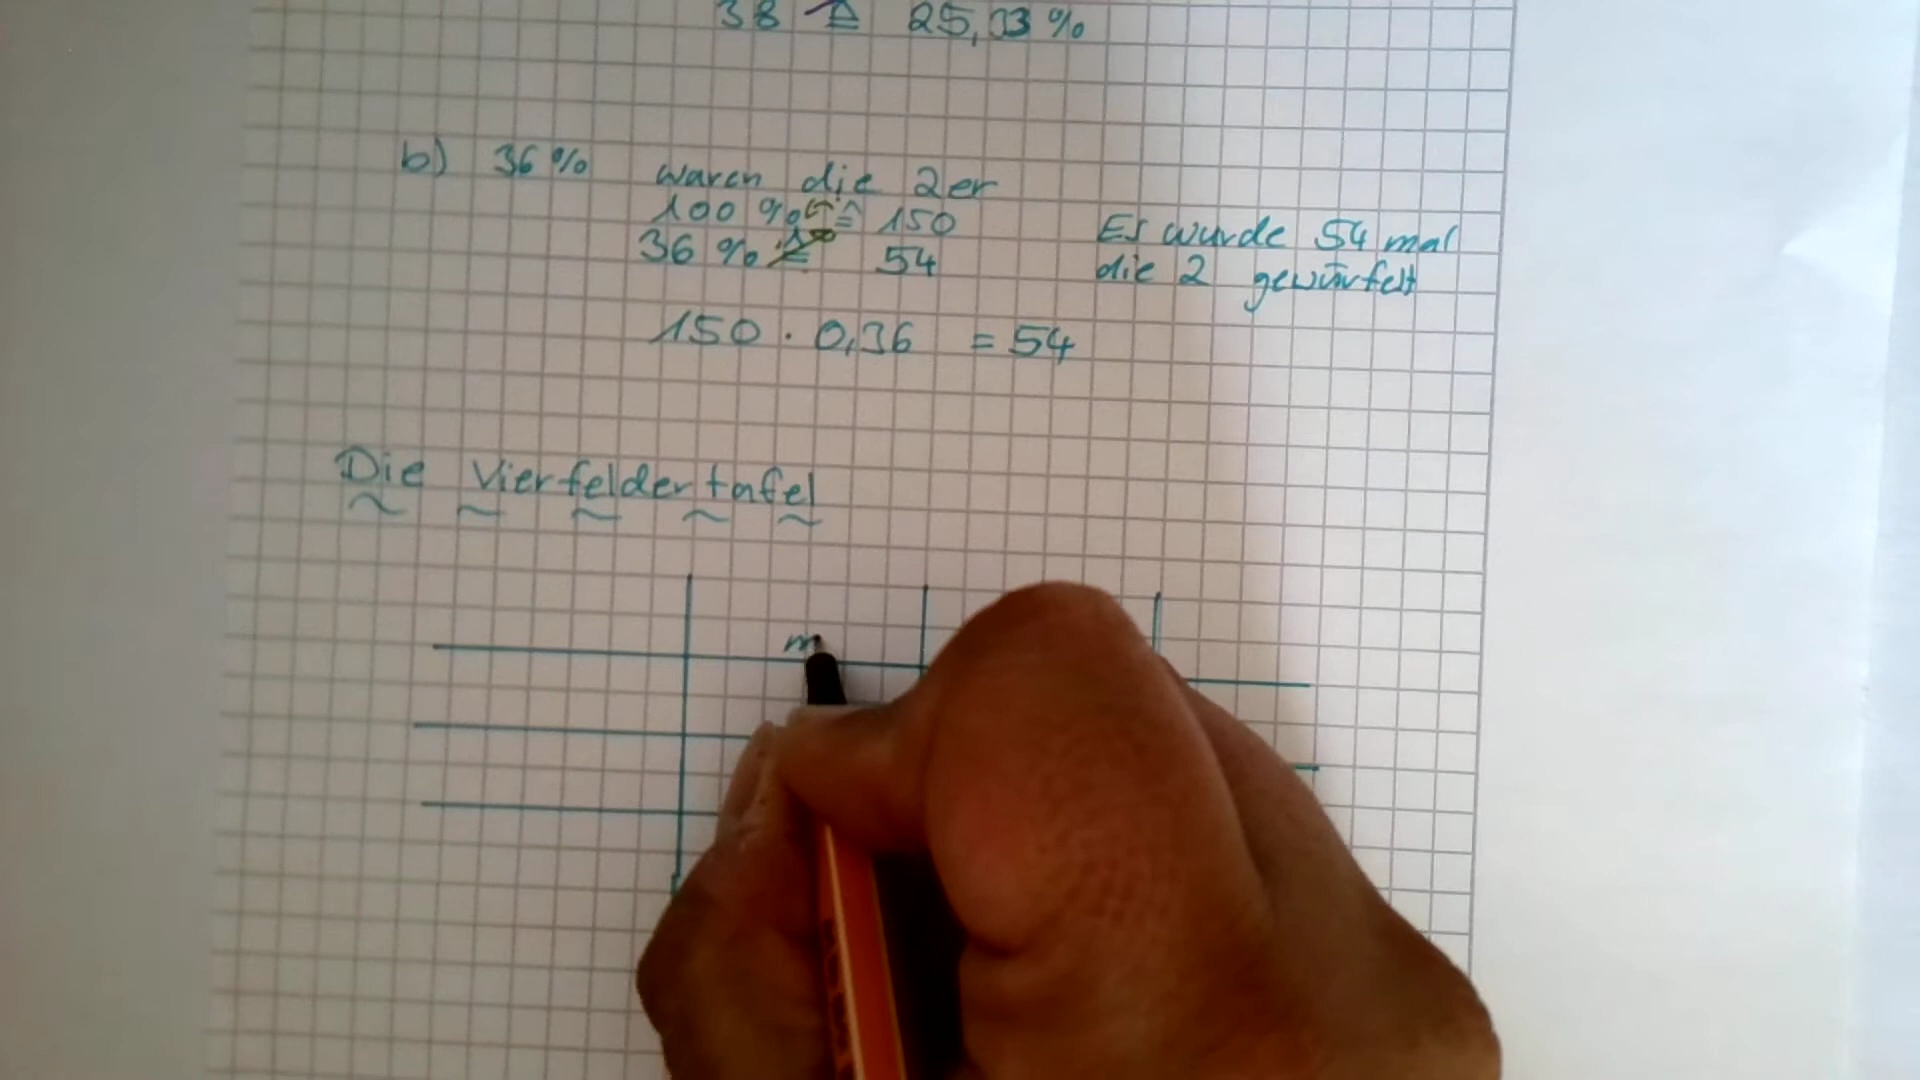 38 ≙ 25,33 %
b) 36 % waren die 2er
100 % ≙ 150
36 % ≙ 54
Es wurde 54 mal
die 2 gewürfelt
150 · 0,36 = 54
Die Vierfeldertafel
m